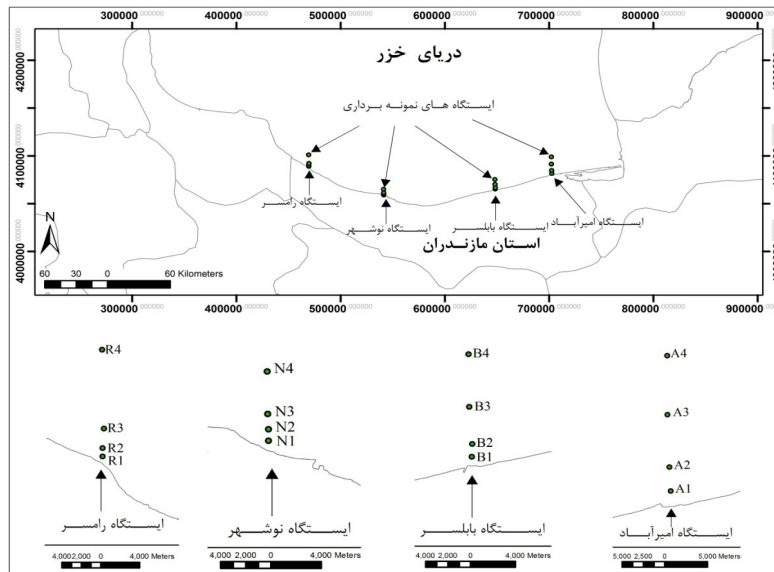 300000 400000 500000 600000 700000 800000 900000
4200000 4100000 4000000
دریای خزر
ایستگاه های نمونه برداری
ایستگاه رامسر
ایستگاه نوشهر
ایستگاه بابلسر
ایستگاه امیرآباد
استان مازندران
N
60 30 0 60 Kilometers
300000 400000 500000 600000 700000 800000 900000
R4
R3
R2
R1
ایستگاه رامسر
4,000 2,000 0 4,000 Meters
N4
N3
N2
N1
ایستگاه نوشهر
4,000 2,000 0 4,000 Meters
B4
B3
B2
B1
ایستگاه بابلسر
4,000 2,000 0 4,000 Meters
A4
A3
A2
A1
ایستگاه امیرآباد
5,000 2,500 0 5,000 Meters